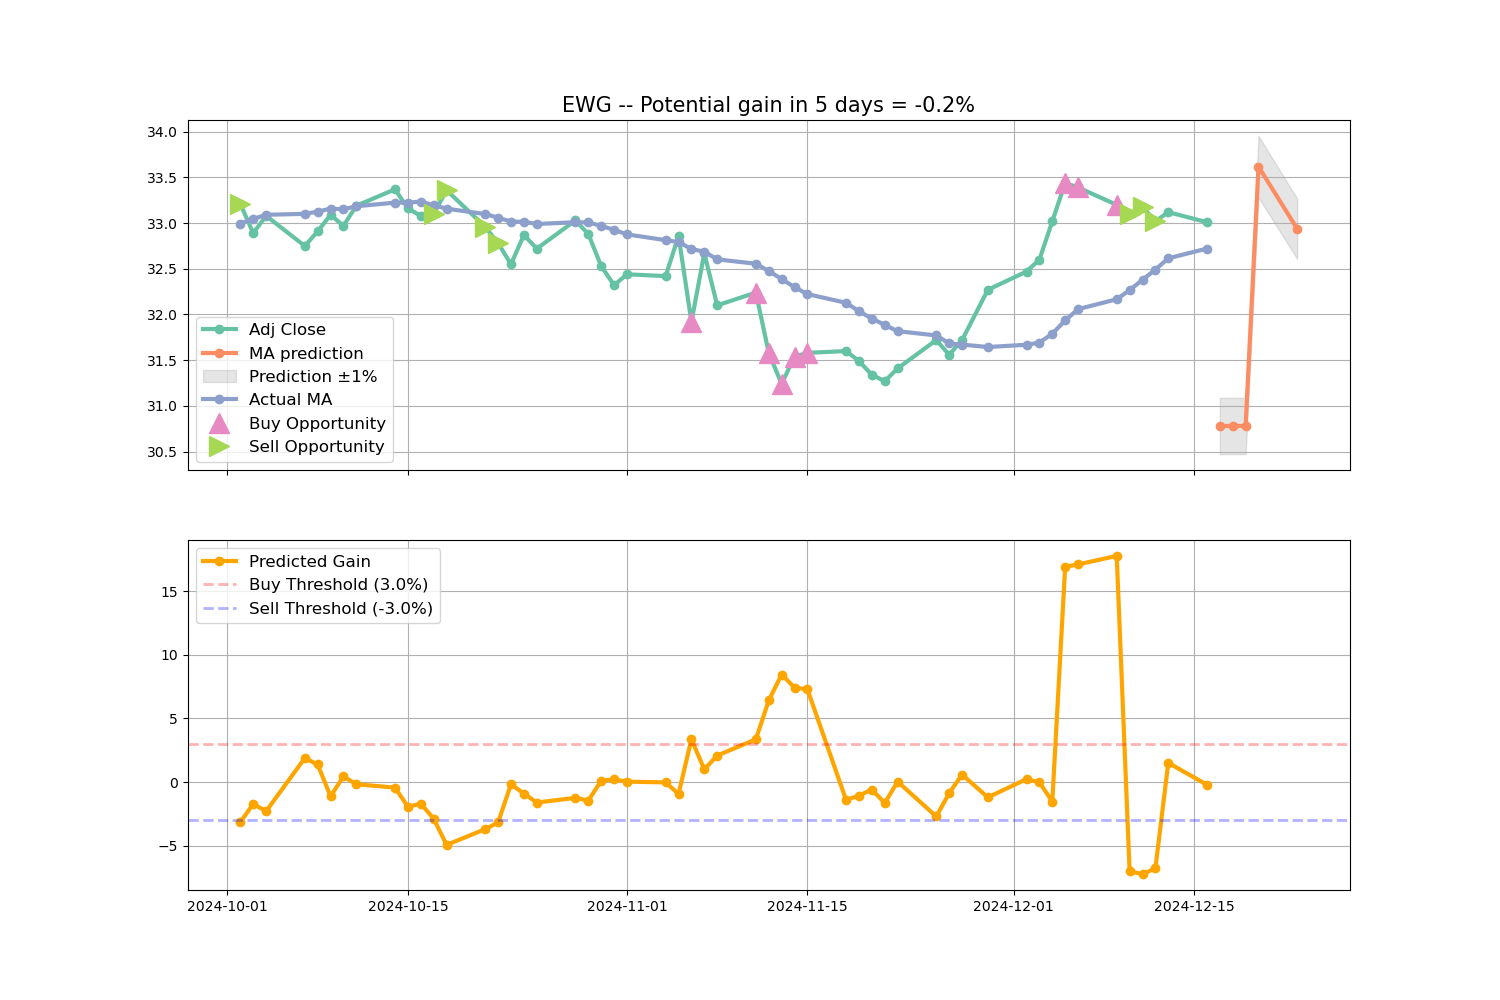 EWG -- Potential gain in 5 days = -0.2%
34.0
33.5
33.0
32.5
32.0
31.5
31.0
30.5
Adj Close
MA prediction
Prediction ±1%
Actual MA
Buy Opportunity
Sell Opportunity
15
10
5
0
−5
Predicted Gain
Buy Threshold (3.0%)
Sell Threshold (-3.0%)
2024-10-01
2024-10-15
2024-11-01
2024-11-15
2024-12-01
2024-12-15